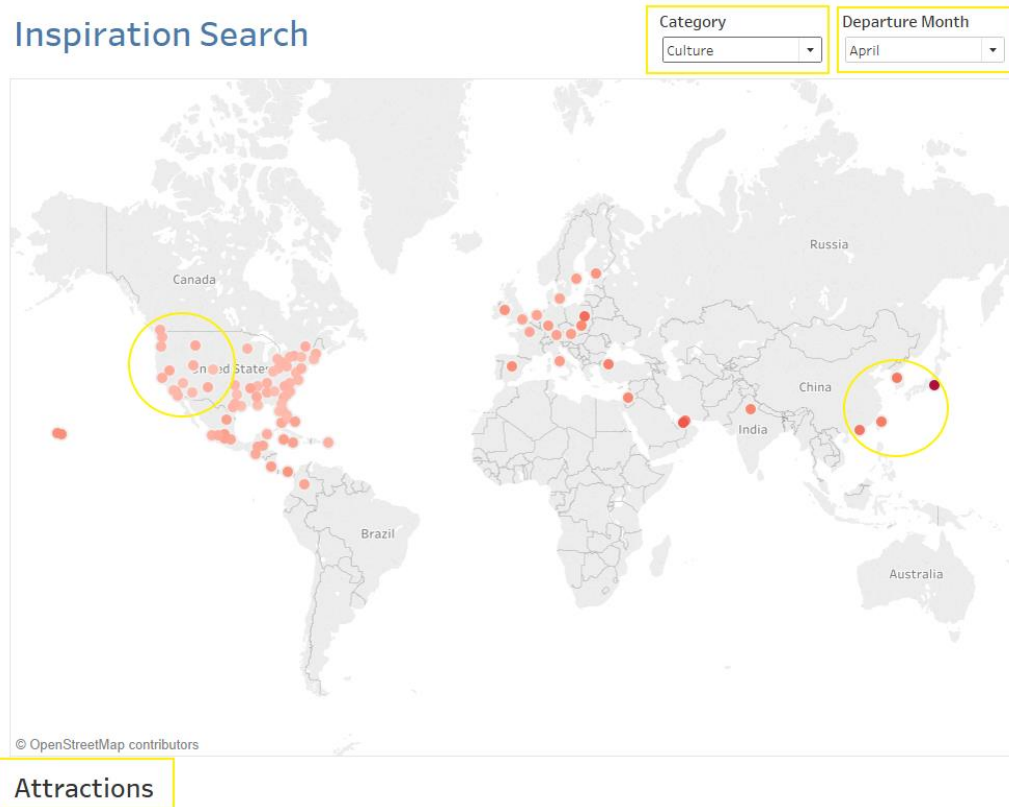 Inspiration Search
Category
Culture
Departure Month
April
Russia
Canada
United States
China
India
Brazil
Australia
© OpenStreetMap contributors
Attractions